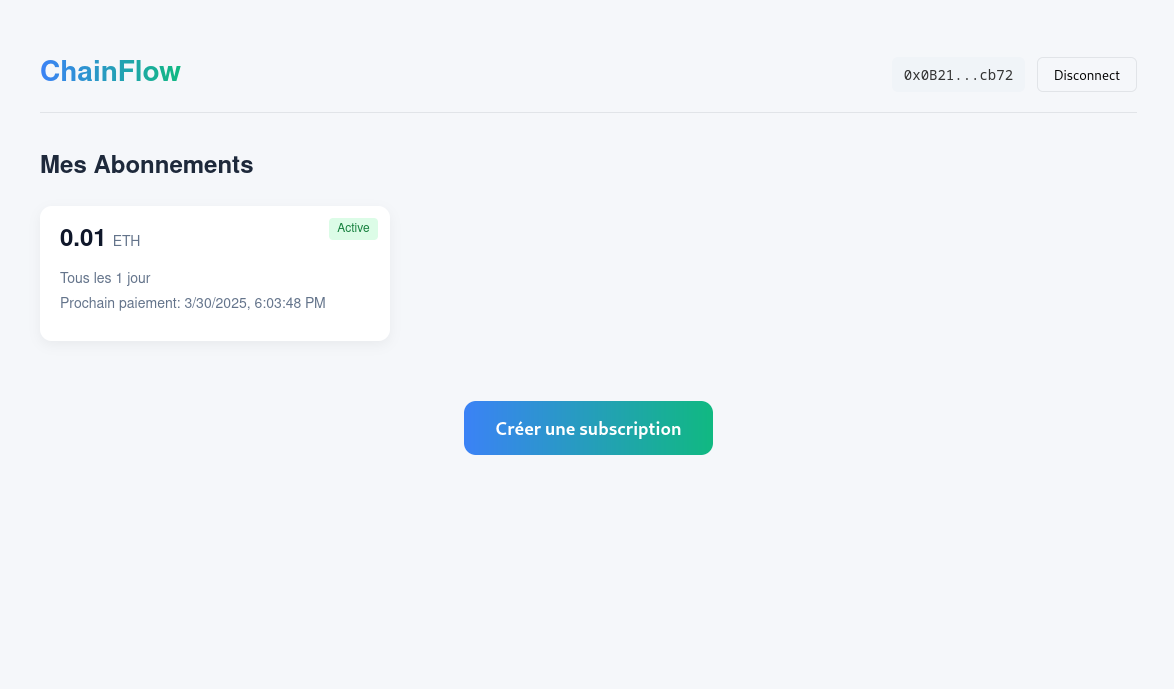 ChainFlow
0x0B21...cb72
Disconnect
Mes Abonnements
0.01 ETH
Active
Tous les 1 jour
Prochain paiement: 3/30/2025, 6:03:48 PM
Créer une subscription